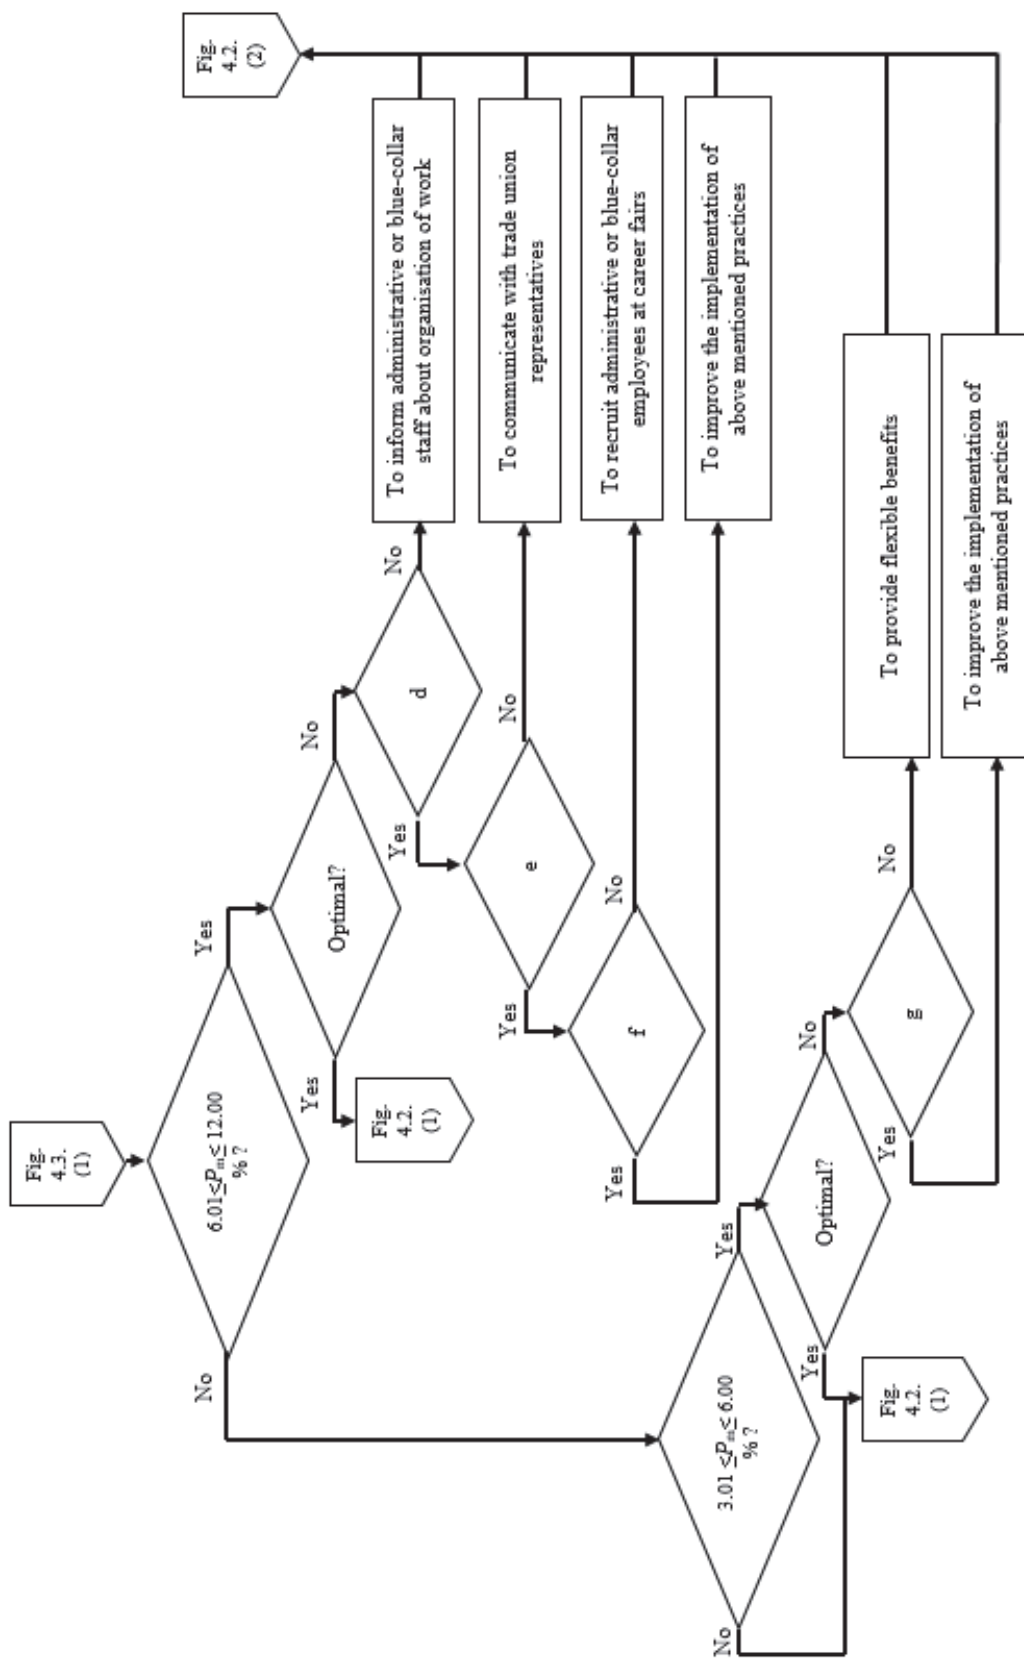 Fig.
4.3.
(1)
6.01≤Pm≤ 12.00
% ?
No
Yes
Optimal?
Yes
No
Fig.
4.2.
(1)
d
Yes
No
To inform administrative or blue-collar
staff about organisation of work
Fig.
4.2.
(2)
e
Yes
No
To communicate with trade union
representatives
f
Yes
No
To recruit administrative or blue-collar
employees at career fairs
To improve the implementation of
above mentioned practices
3.01 ≤Pm≤ 6.00
% ?
No
Yes
Optimal?
Yes
No
Fig.
4.2.
(1)
g
Yes
No
To provide flexible benefits
To improve the implementation of
above mentioned practices